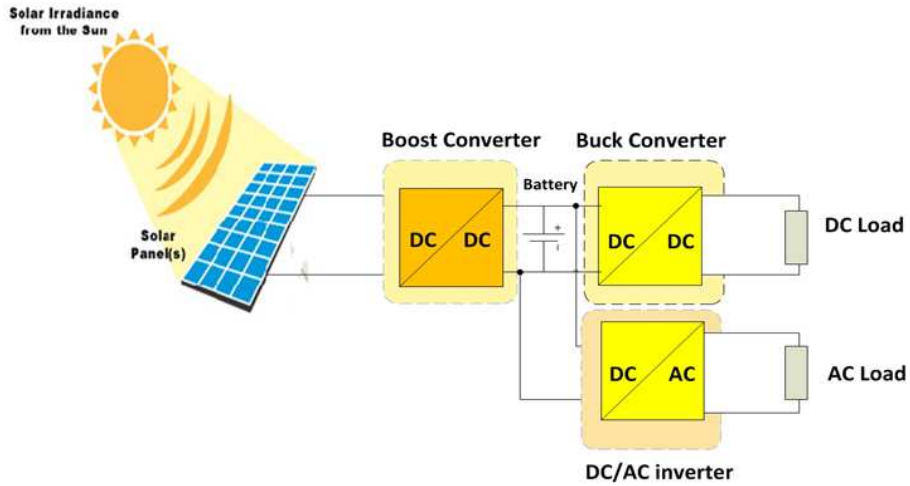 Solar Irradiance
from the Sun
Boost Converter
Buck Converter
Battery
+
DC
DC
DC
DC
DC Load
Solar
Panel(s)
DC
AC
AC Load
DC/AC inverter